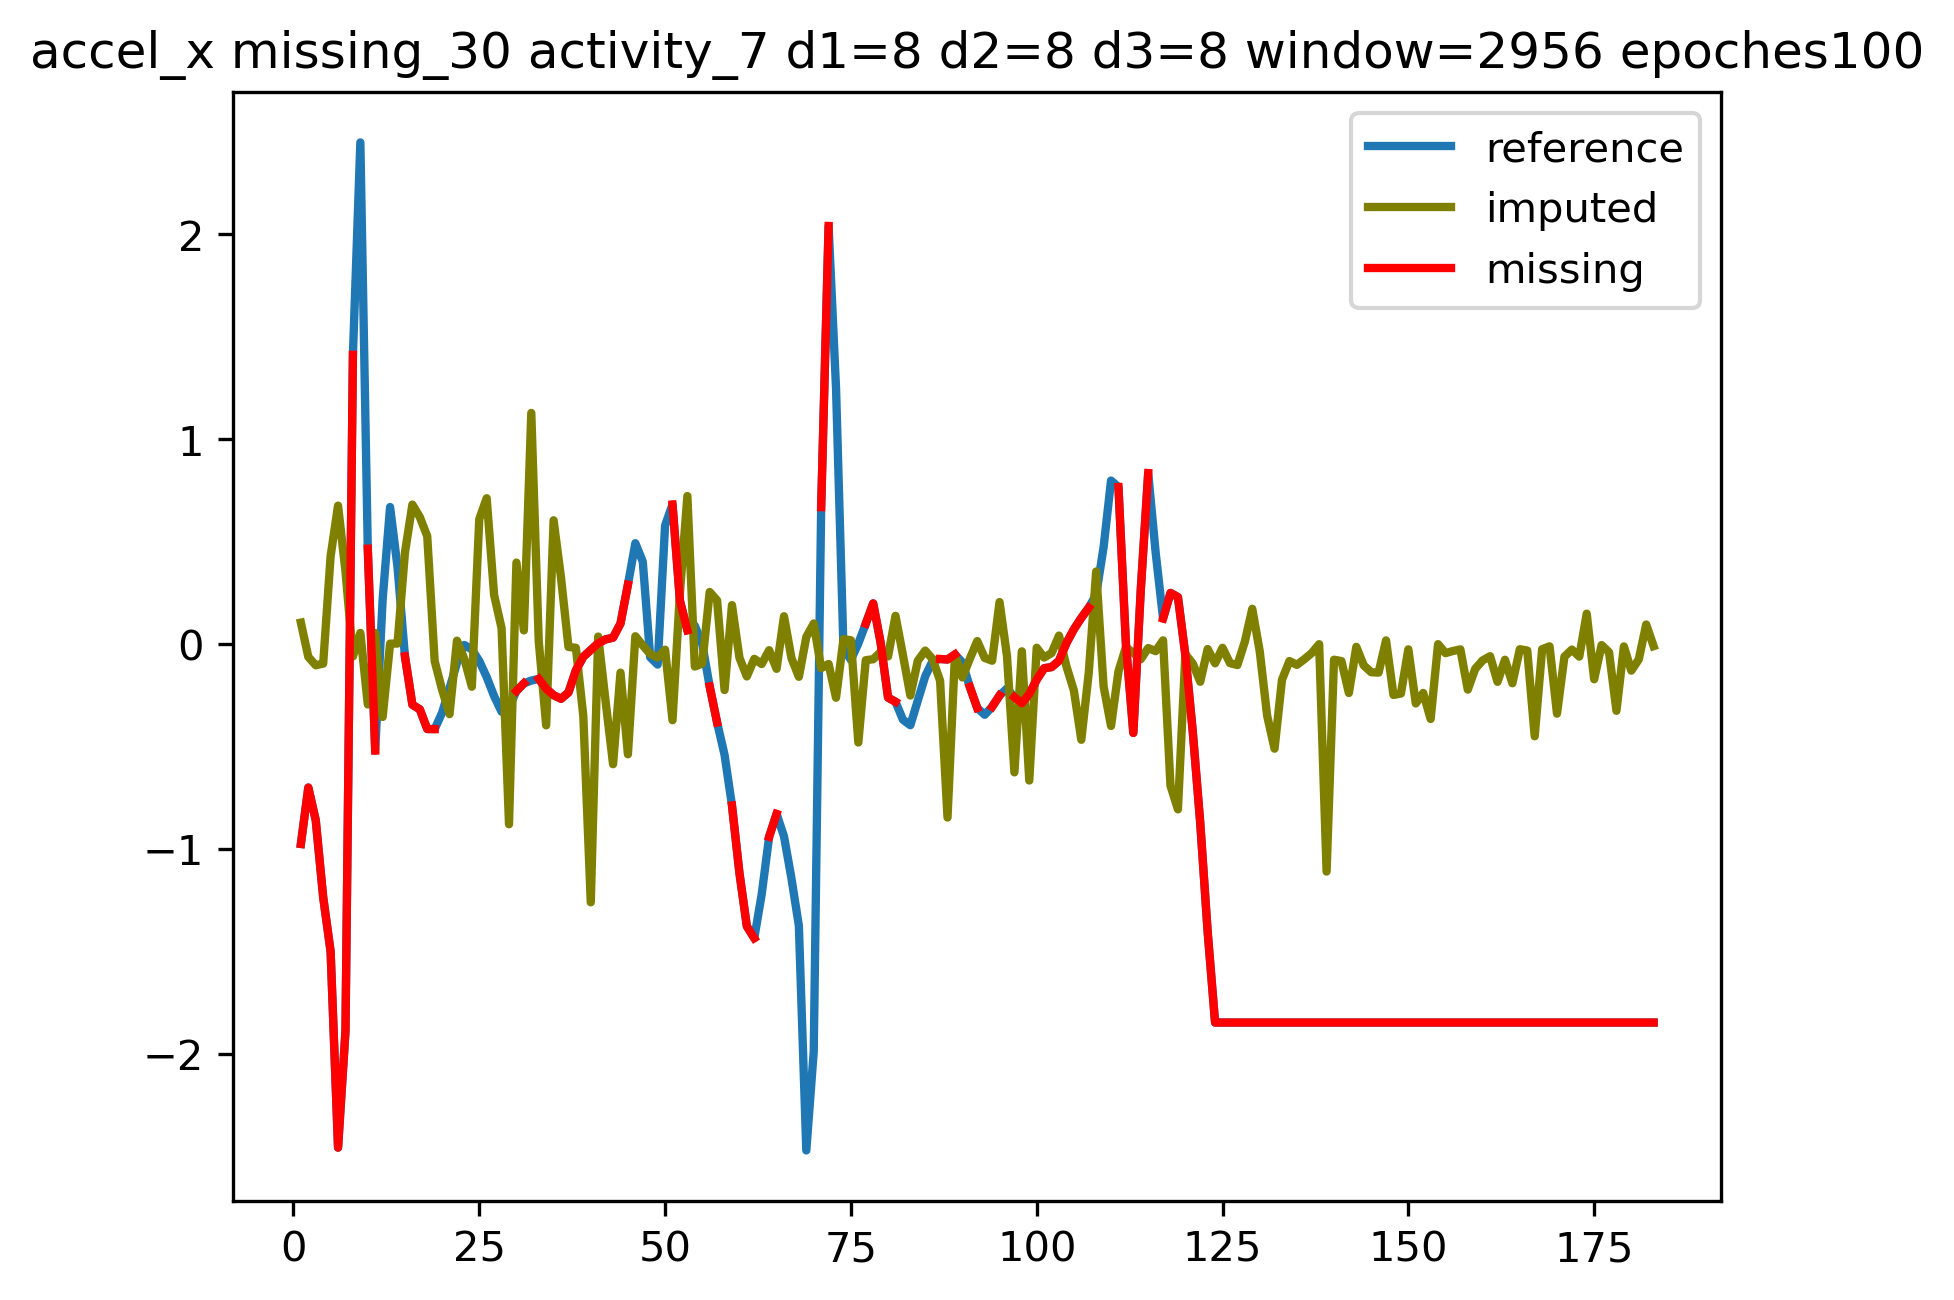 accel_x missing_30 activity_7 d1=8 d2=8 d3=8 window=2956 epoches100
reference
imputed
missing
2
1
0
−1
−2
0 25 50 75 100 125 150 175